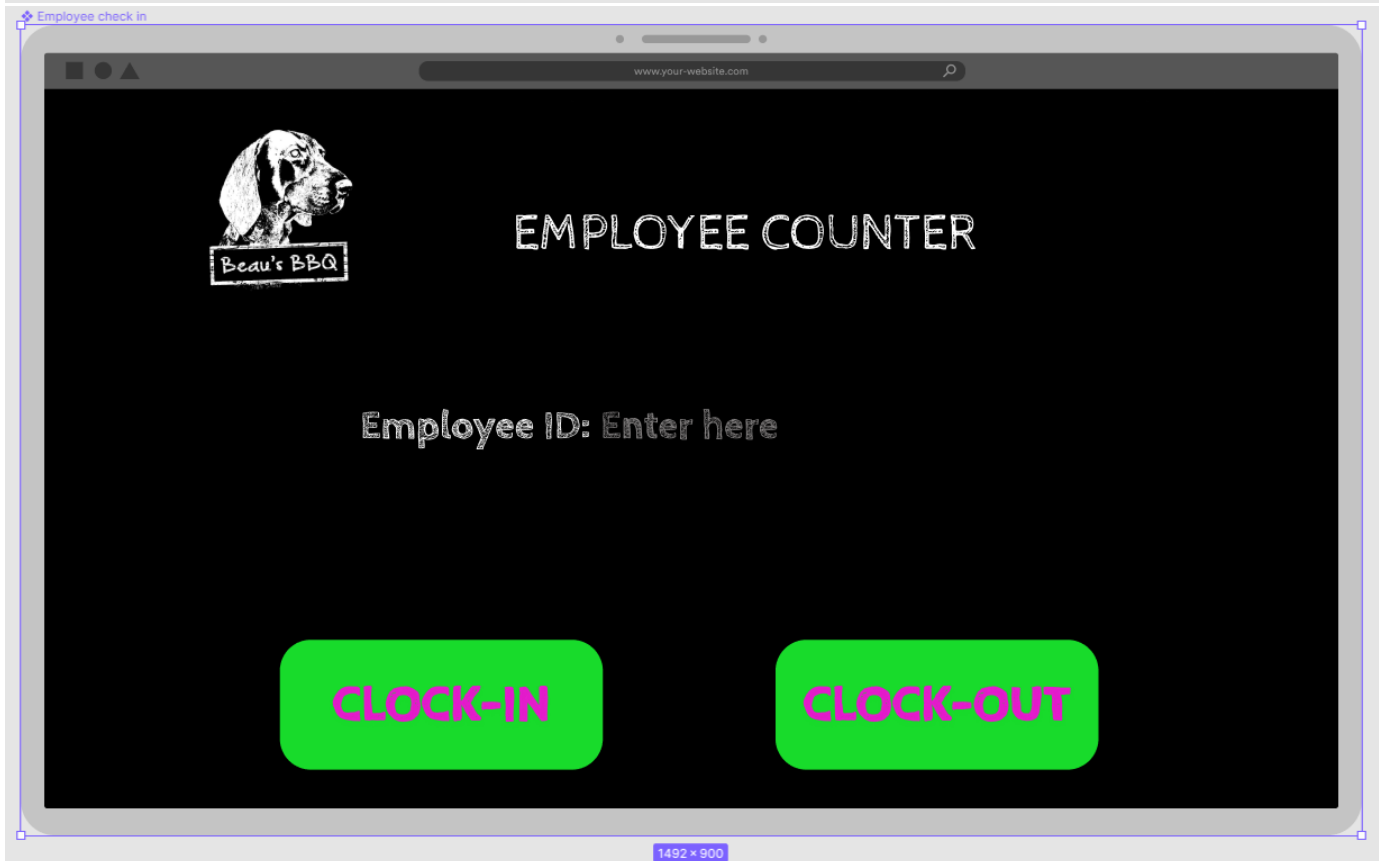 Employee check in
www.your-website.com
Beau's BBQ
EMPLOYEE COUNTER
Employee ID: Enter here
CLOCK-IN
CLOCK-OUT
1492 × 900